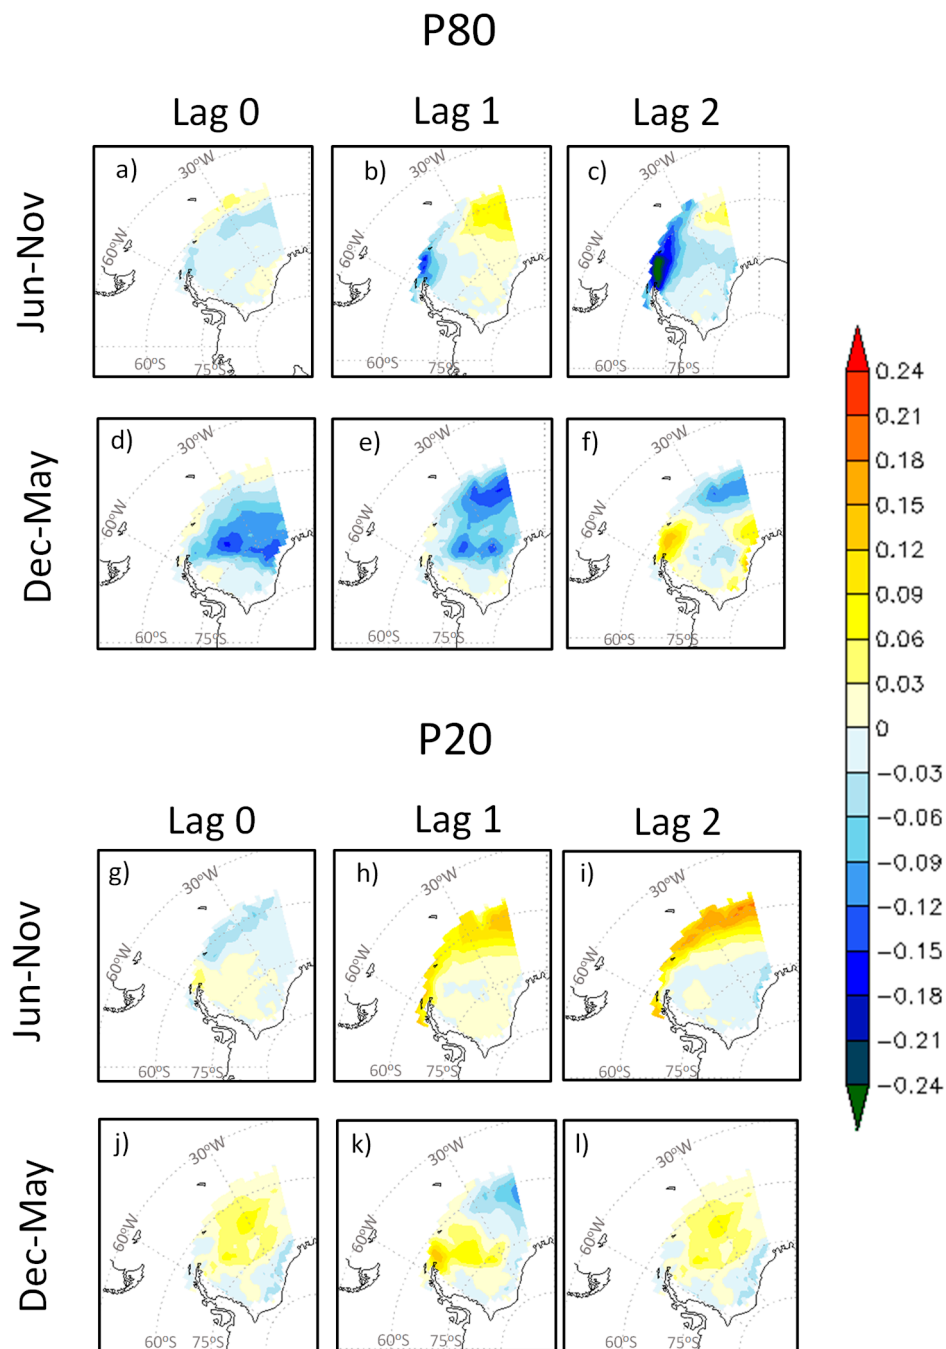 P80
Lag 0 Lag 1 Lag 2
Jun-Nov
a) 30°W 60°W 60°S 75°S
b) 30°W 60°W 60°S 75°S
c) 30°W 60°W 60°S 75°S
Dec-May
d) 30°W 60°W 60°S 75°S
e) 30°W 60°W 60°S 75°S
f) 30°W 60°W 60°S 75°S
P20
Lag 0 Lag 1 Lag 2
Jun-Nov
g) 30°W 60°W 60°S 75°S
h) 30°W 60°W 60°S 75°S
i) 30°W 60°W 60°S 75°S
Dec-May
j) 30°W 60°W 60°S 75°S
k) 30°W 60°W 60°S 75°S
l) 30°W 60°W 60°S 75°S
0.24
0.21
0.18
0.15
0.12
0.09
0.06
0.03
0
−0.03
−0.06
−0.09
−0.12
−0.15
−0.18
−0.21
−0.24